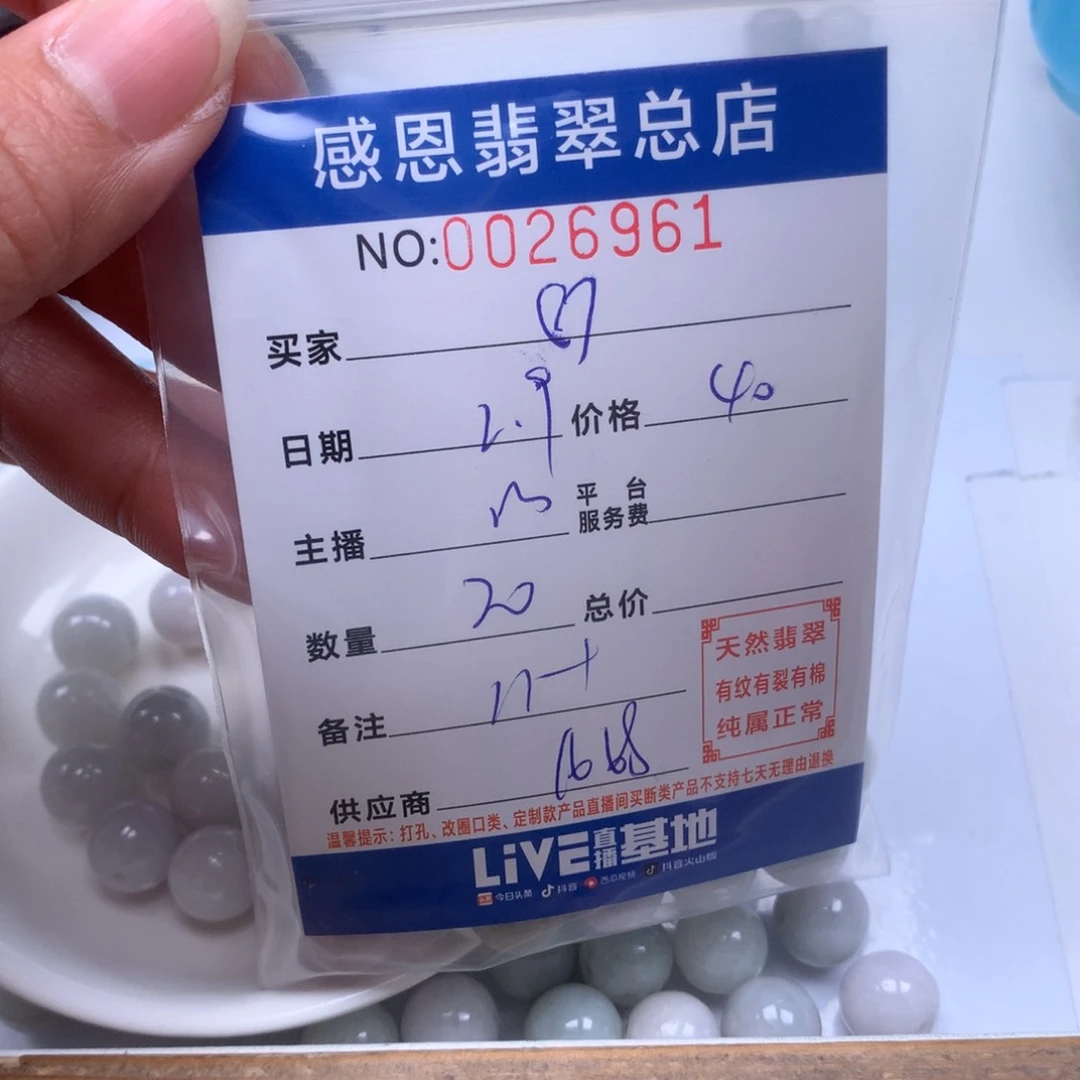 感恩翡翠总店
NO:0026961
买家
日期 2.9 价格 40
主播 平台服务费
数量 20 总价
备注
天然翡翠
有纹有裂有棉
纯属正常
供应商
温馨提示:打孔、改圈口类、定制款产品直播间买断类产品不支持七天无理由退换
LiVE直播基地
今日头条 抖音 西瓜视频 抖音火山版